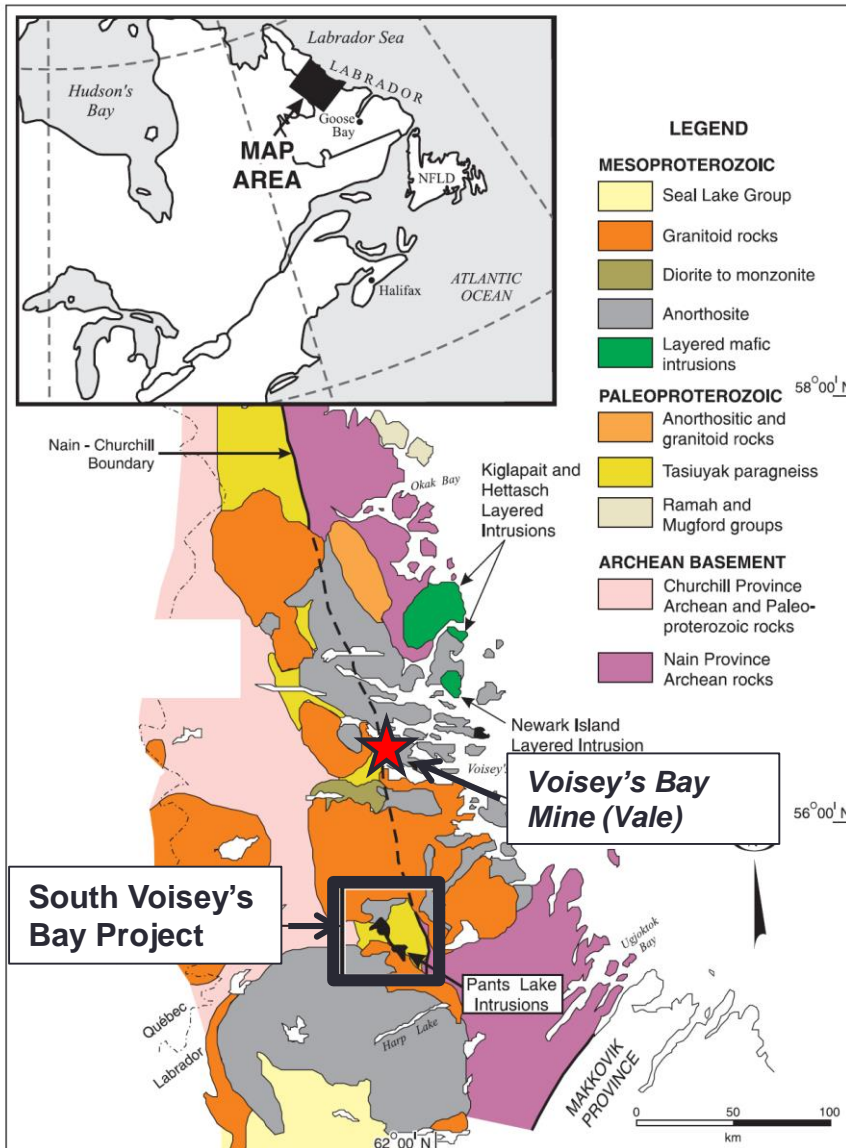 Labrador Sea
Hudson's
Bay
LABRADOR
Goose
Bay
MAP
AREA
NFLD
ATLANTIC
OCEAN
Halifax
LEGEND
MESOPROTEROZOIC
Seal Lake Group
Granitoid rocks
Diorite to monzonite
Anorthosite
Layered mafic
intrusions
58°00' N
PALEOPROTEROZOIC
Anorthositic and
granitoid rocks
Tasiuyak paragneiss
Ramah and
Mugford groups
ARCHEAN BASEMENT
Churchill Province
Archean and Paleo-
proterozoic rocks
Nain Province
Archean rocks
Nain - Churchill
Boundary
Okak Bay
Kiglapait and
Hettasch
Layered
Intrusions
Newark Island
Layered Intrusion
Voisey's
Voisey's Bay
Mine (Vale)
56°00' N
South Voisey's
Bay Project
Pants Lake
Intrusions
Ugjoktok
Bay
Québec
Labrador
Harp Lake
MAKKOVIK
PROVINCE
0 50 100
km
62°00' N